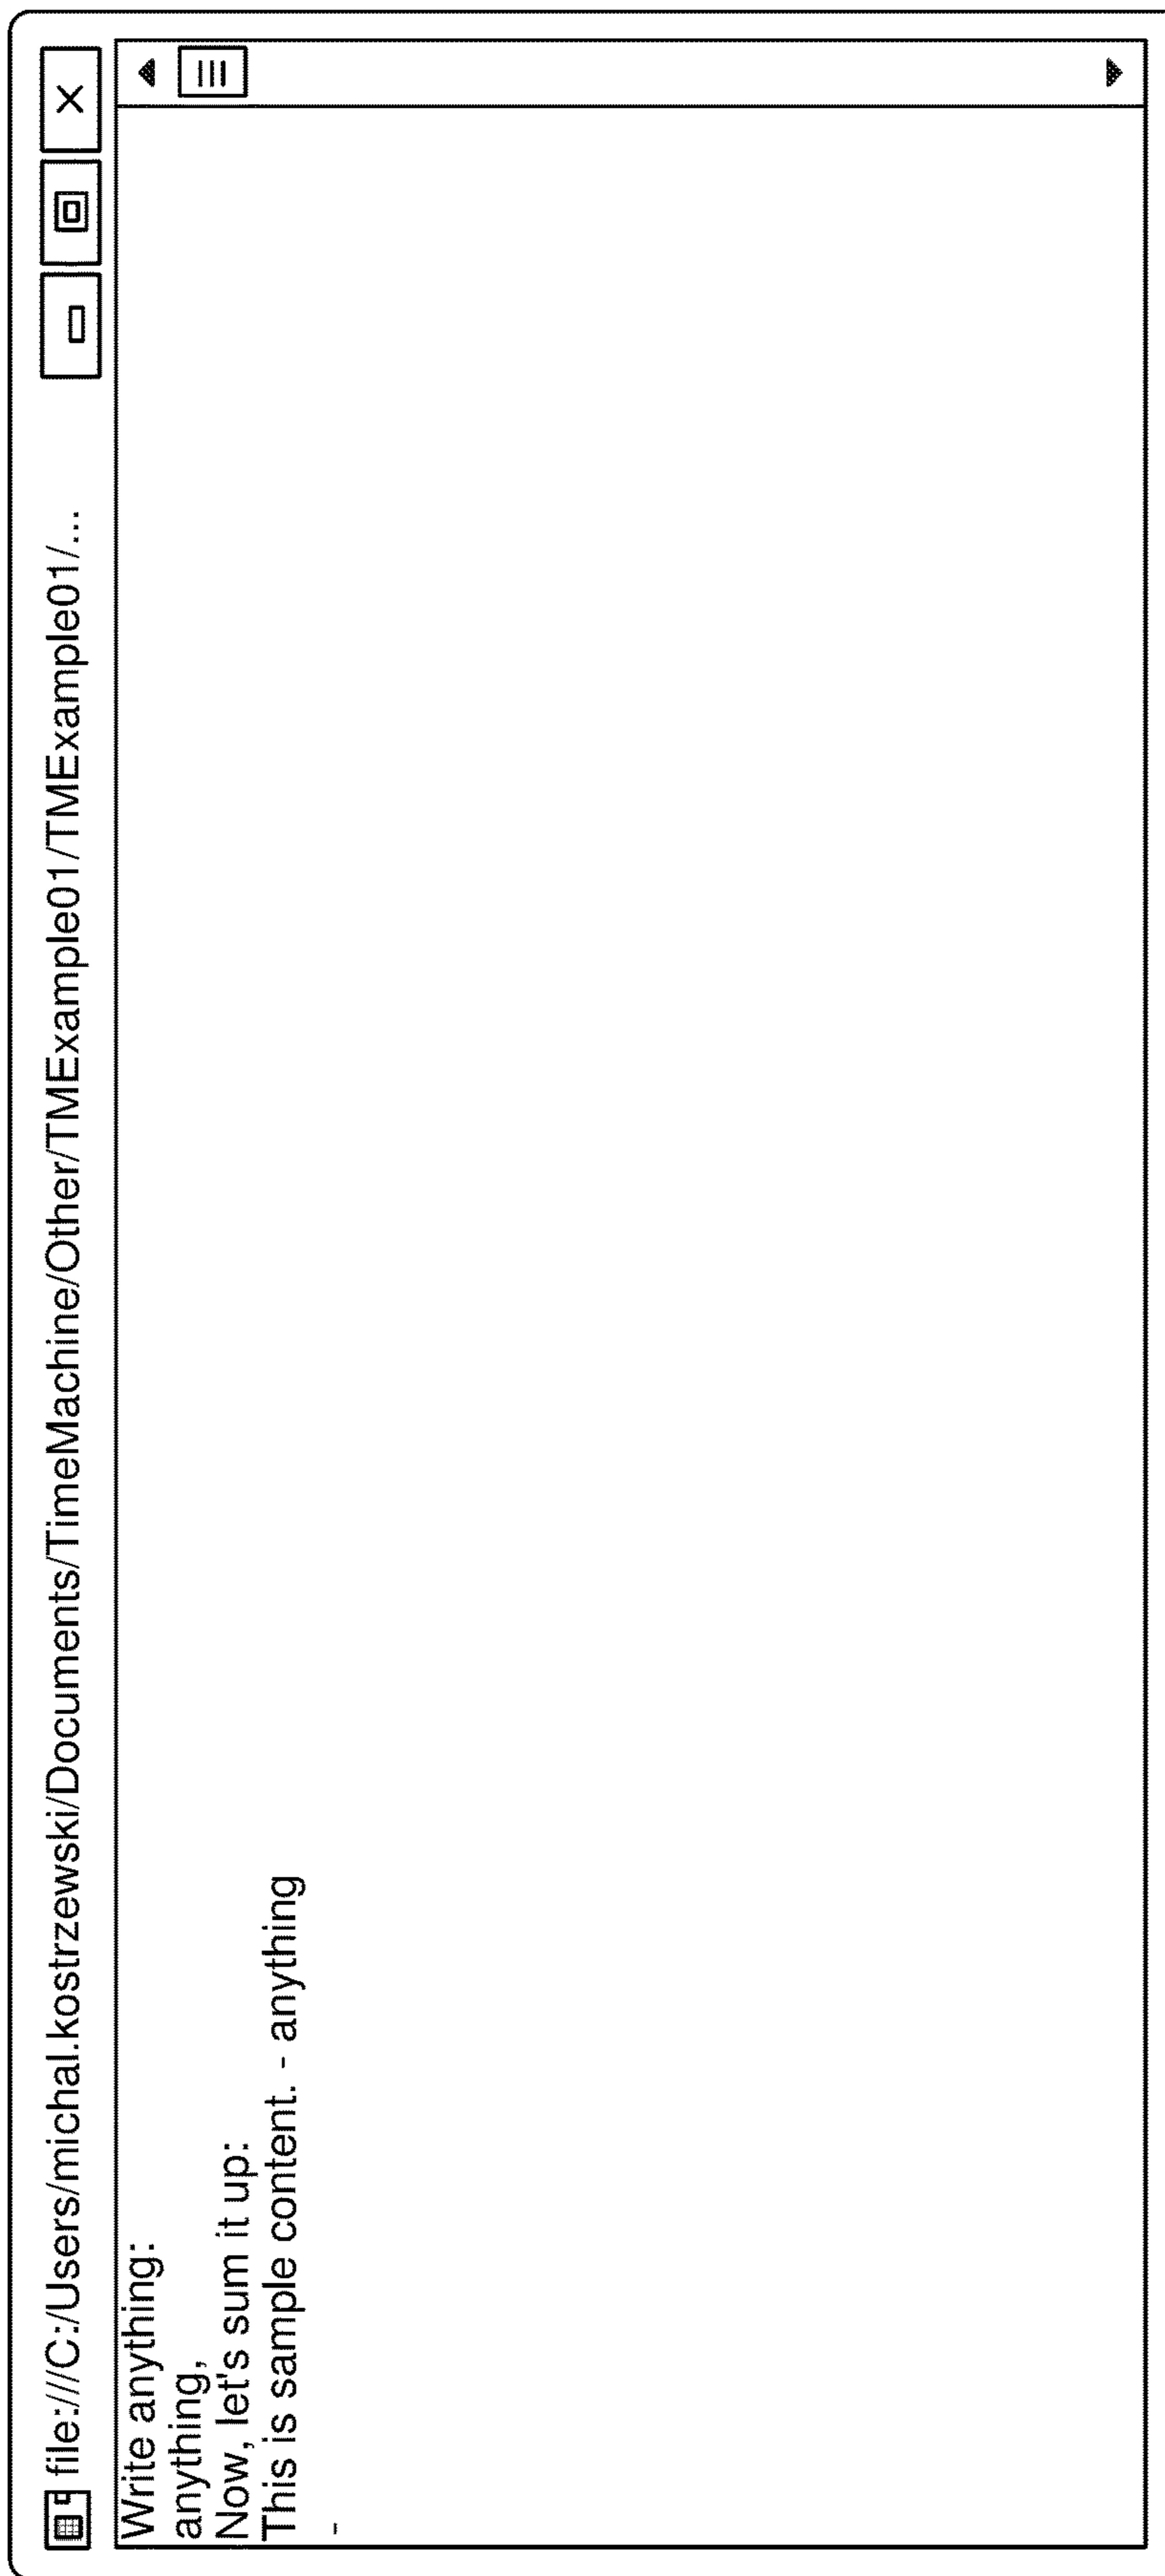 file:///C:/Users/michal.kostrzewski/Documents/TimeMachine/Other/TMExample01/TMExample01/...
Write anything:
anything,
Now, let's sum it up:
This is sample content. - anything
-